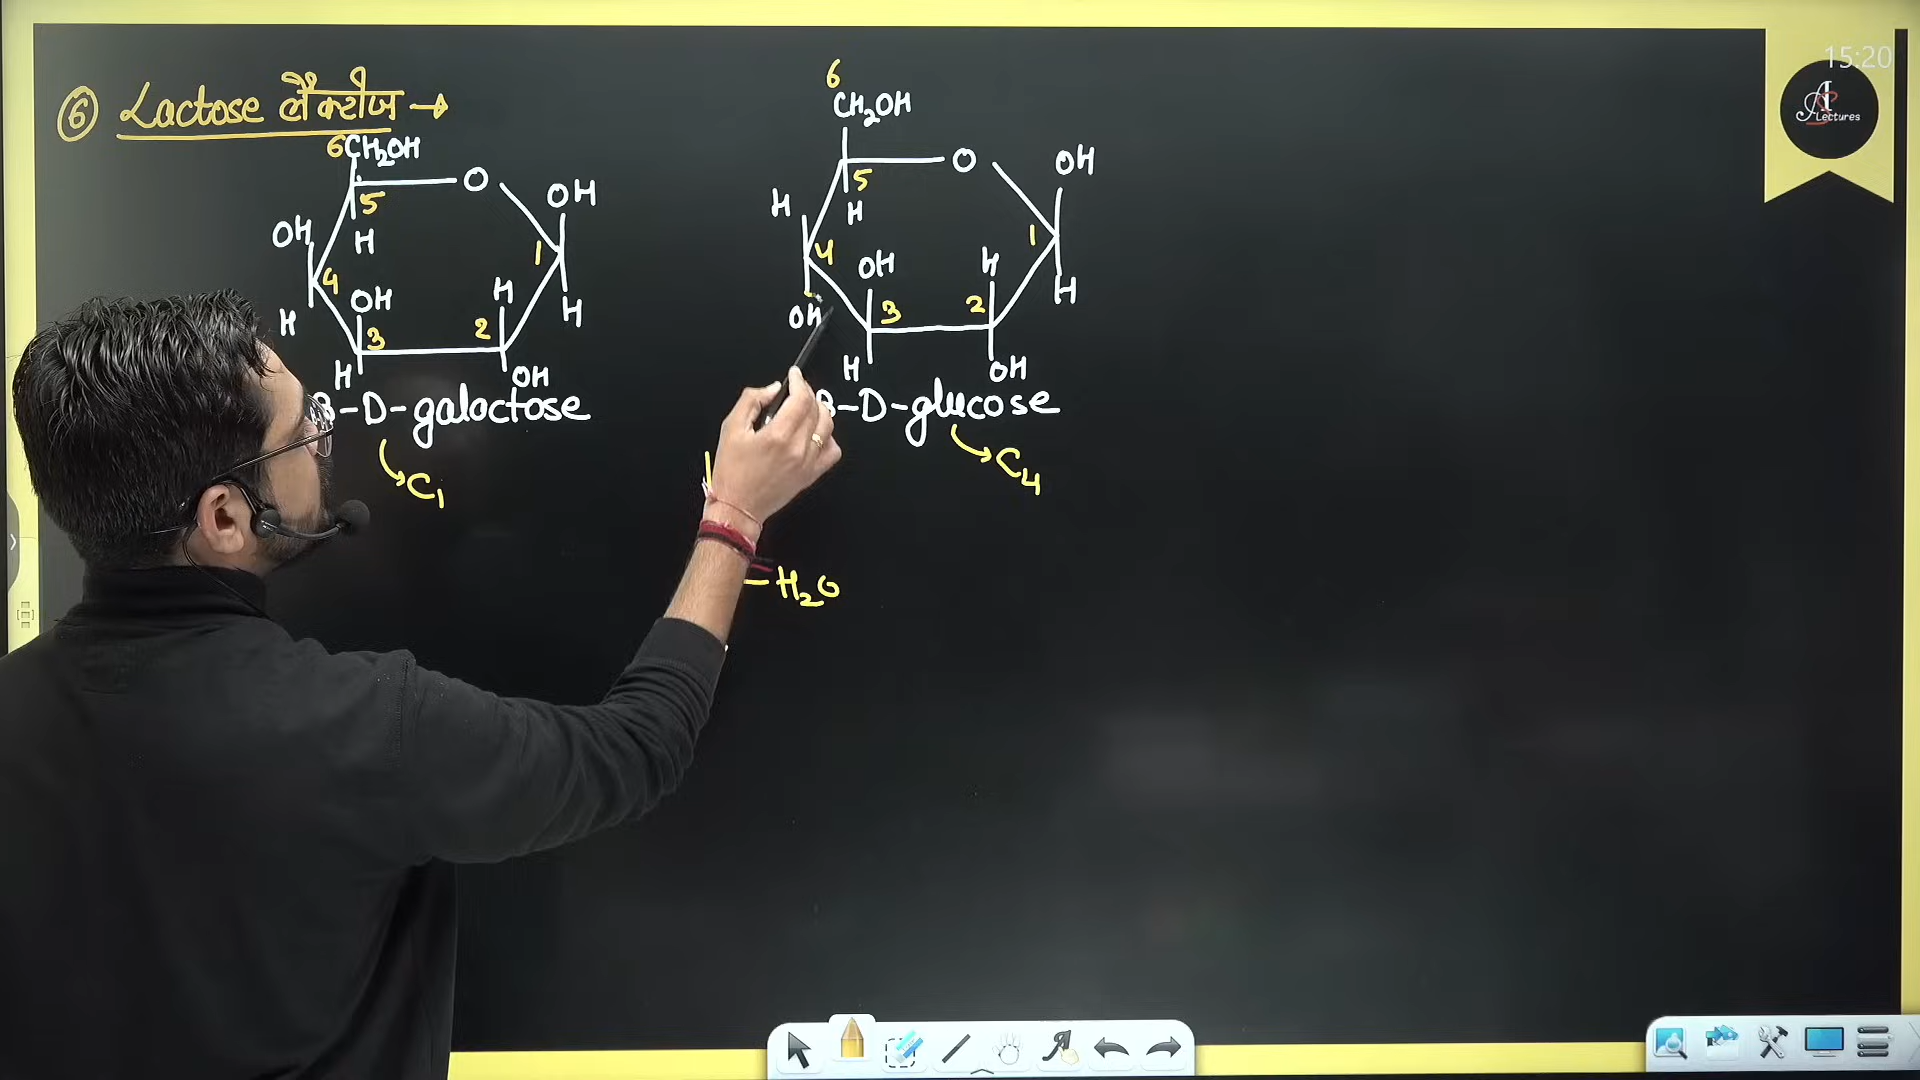 ⑥ Lactose लैक्टोज →
6CH₂OH
5
O
OH
OH
H
1
4
OH
H
H
3
2
H
H
OH
β-D-galactose
C₁
6
CH₂OH
5
O
OH
H
H
4
OH
H
1
OH
3
2
H
H
OH
-D-glucose
C₄
- H₂O
15:20
AS Lectures